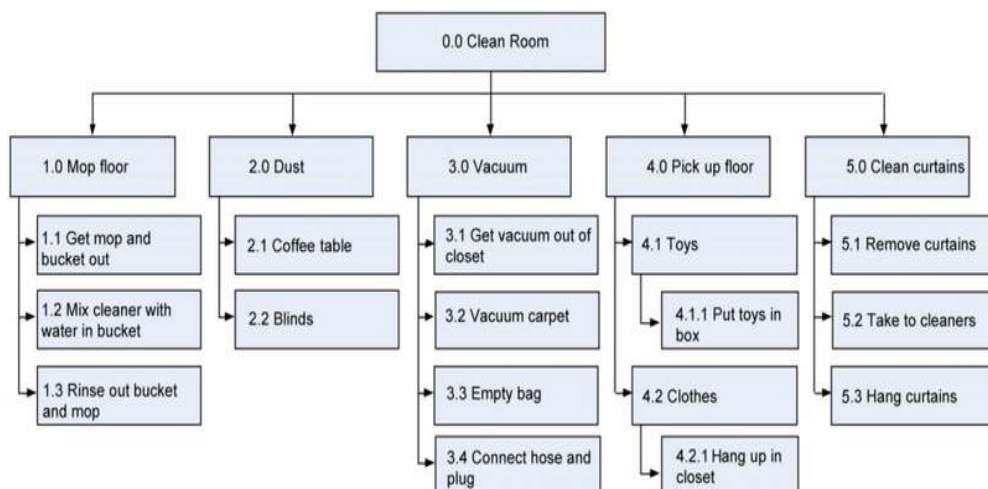 0.0 Clean Room
1.0 Mop floor
1.1 Get mop and
bucket out
1.2 Mix cleaner with
water in bucket
1.3 Rinse out bucket
and mop
2.0 Dust
2.1 Coffee table
2.2 Blinds
3.0 Vacuum
3.1 Get vacuum out of
closet
3.2 Vacuum carpet
3.3 Empty bag
3.4 Connect hose and
plug
4.0 Pick up floor
4.1 Toys
4.1.1 Put toys in
box
4.2 Clothes
4.2.1 Hang up in
closet
5.0 Clean curtains
5.1 Remove curtains
5.2 Take to cleaners
5.3 Hang curtains